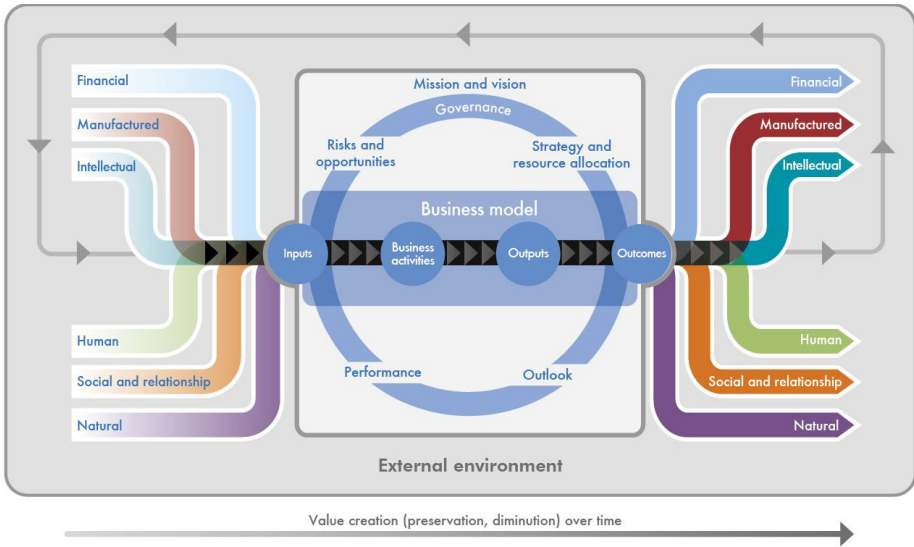 Financial
Manufactured
Intellectual
Human
Social and relationship
Natural
Mission and vision
Governance
Risks and
opportunities
Strategy and
resource allocation
Business model
Inputs
Business
activities
Outputs
Outcomes
Performance
Outlook
Financial
Manufactured
Intellectual
Human
Social and relationship
Natural
External environment
Value creation (preservation, diminution) over time